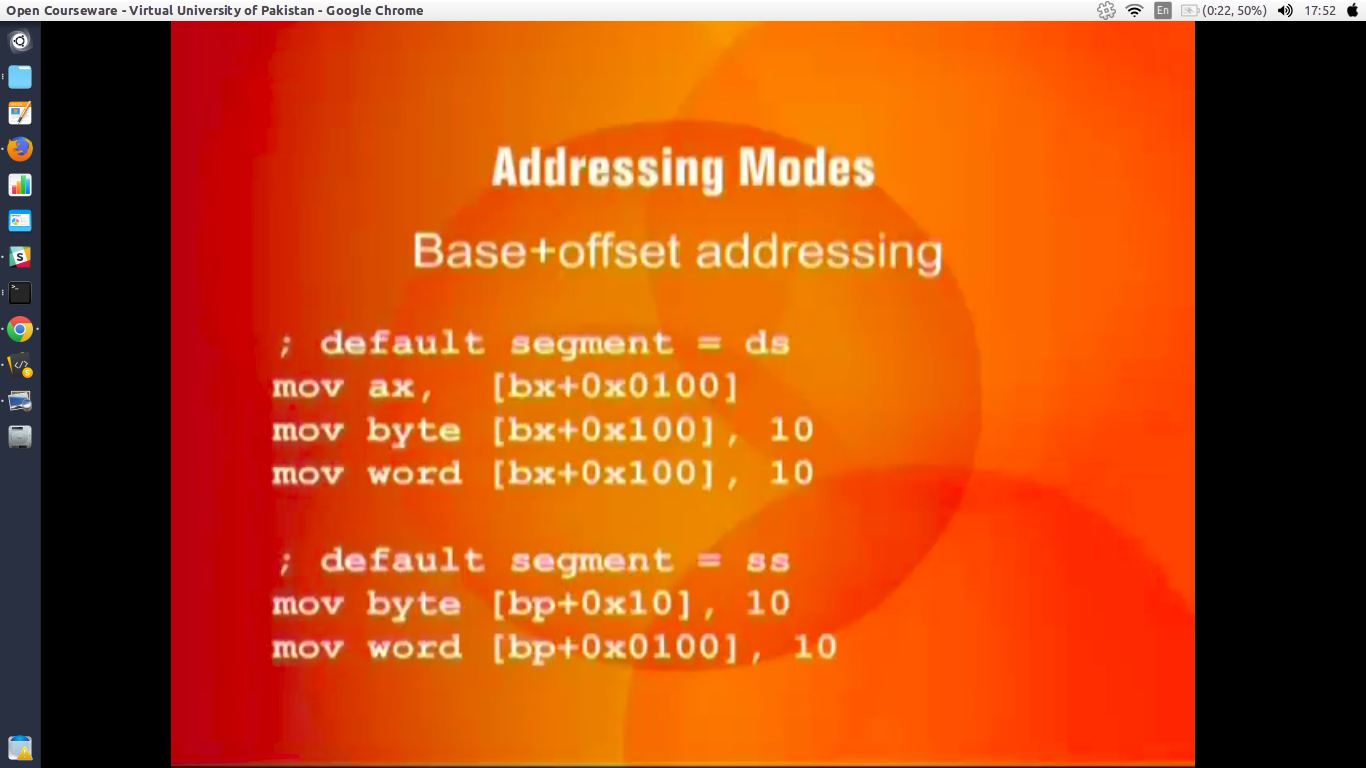 Open Courseware - Virtual University of Pakistan - Google Chrome
En
(0:22, 50%)
17:52
Addressing Modes
Base+offset addressing
; default segment = ds
mov ax, [bx+0x0100]
mov byte [bx+0x100], 10
mov word [bx+0x100], 10
; default segment = ss
mov byte [bp+0x10], 10
mov word [bp+0x0100], 10